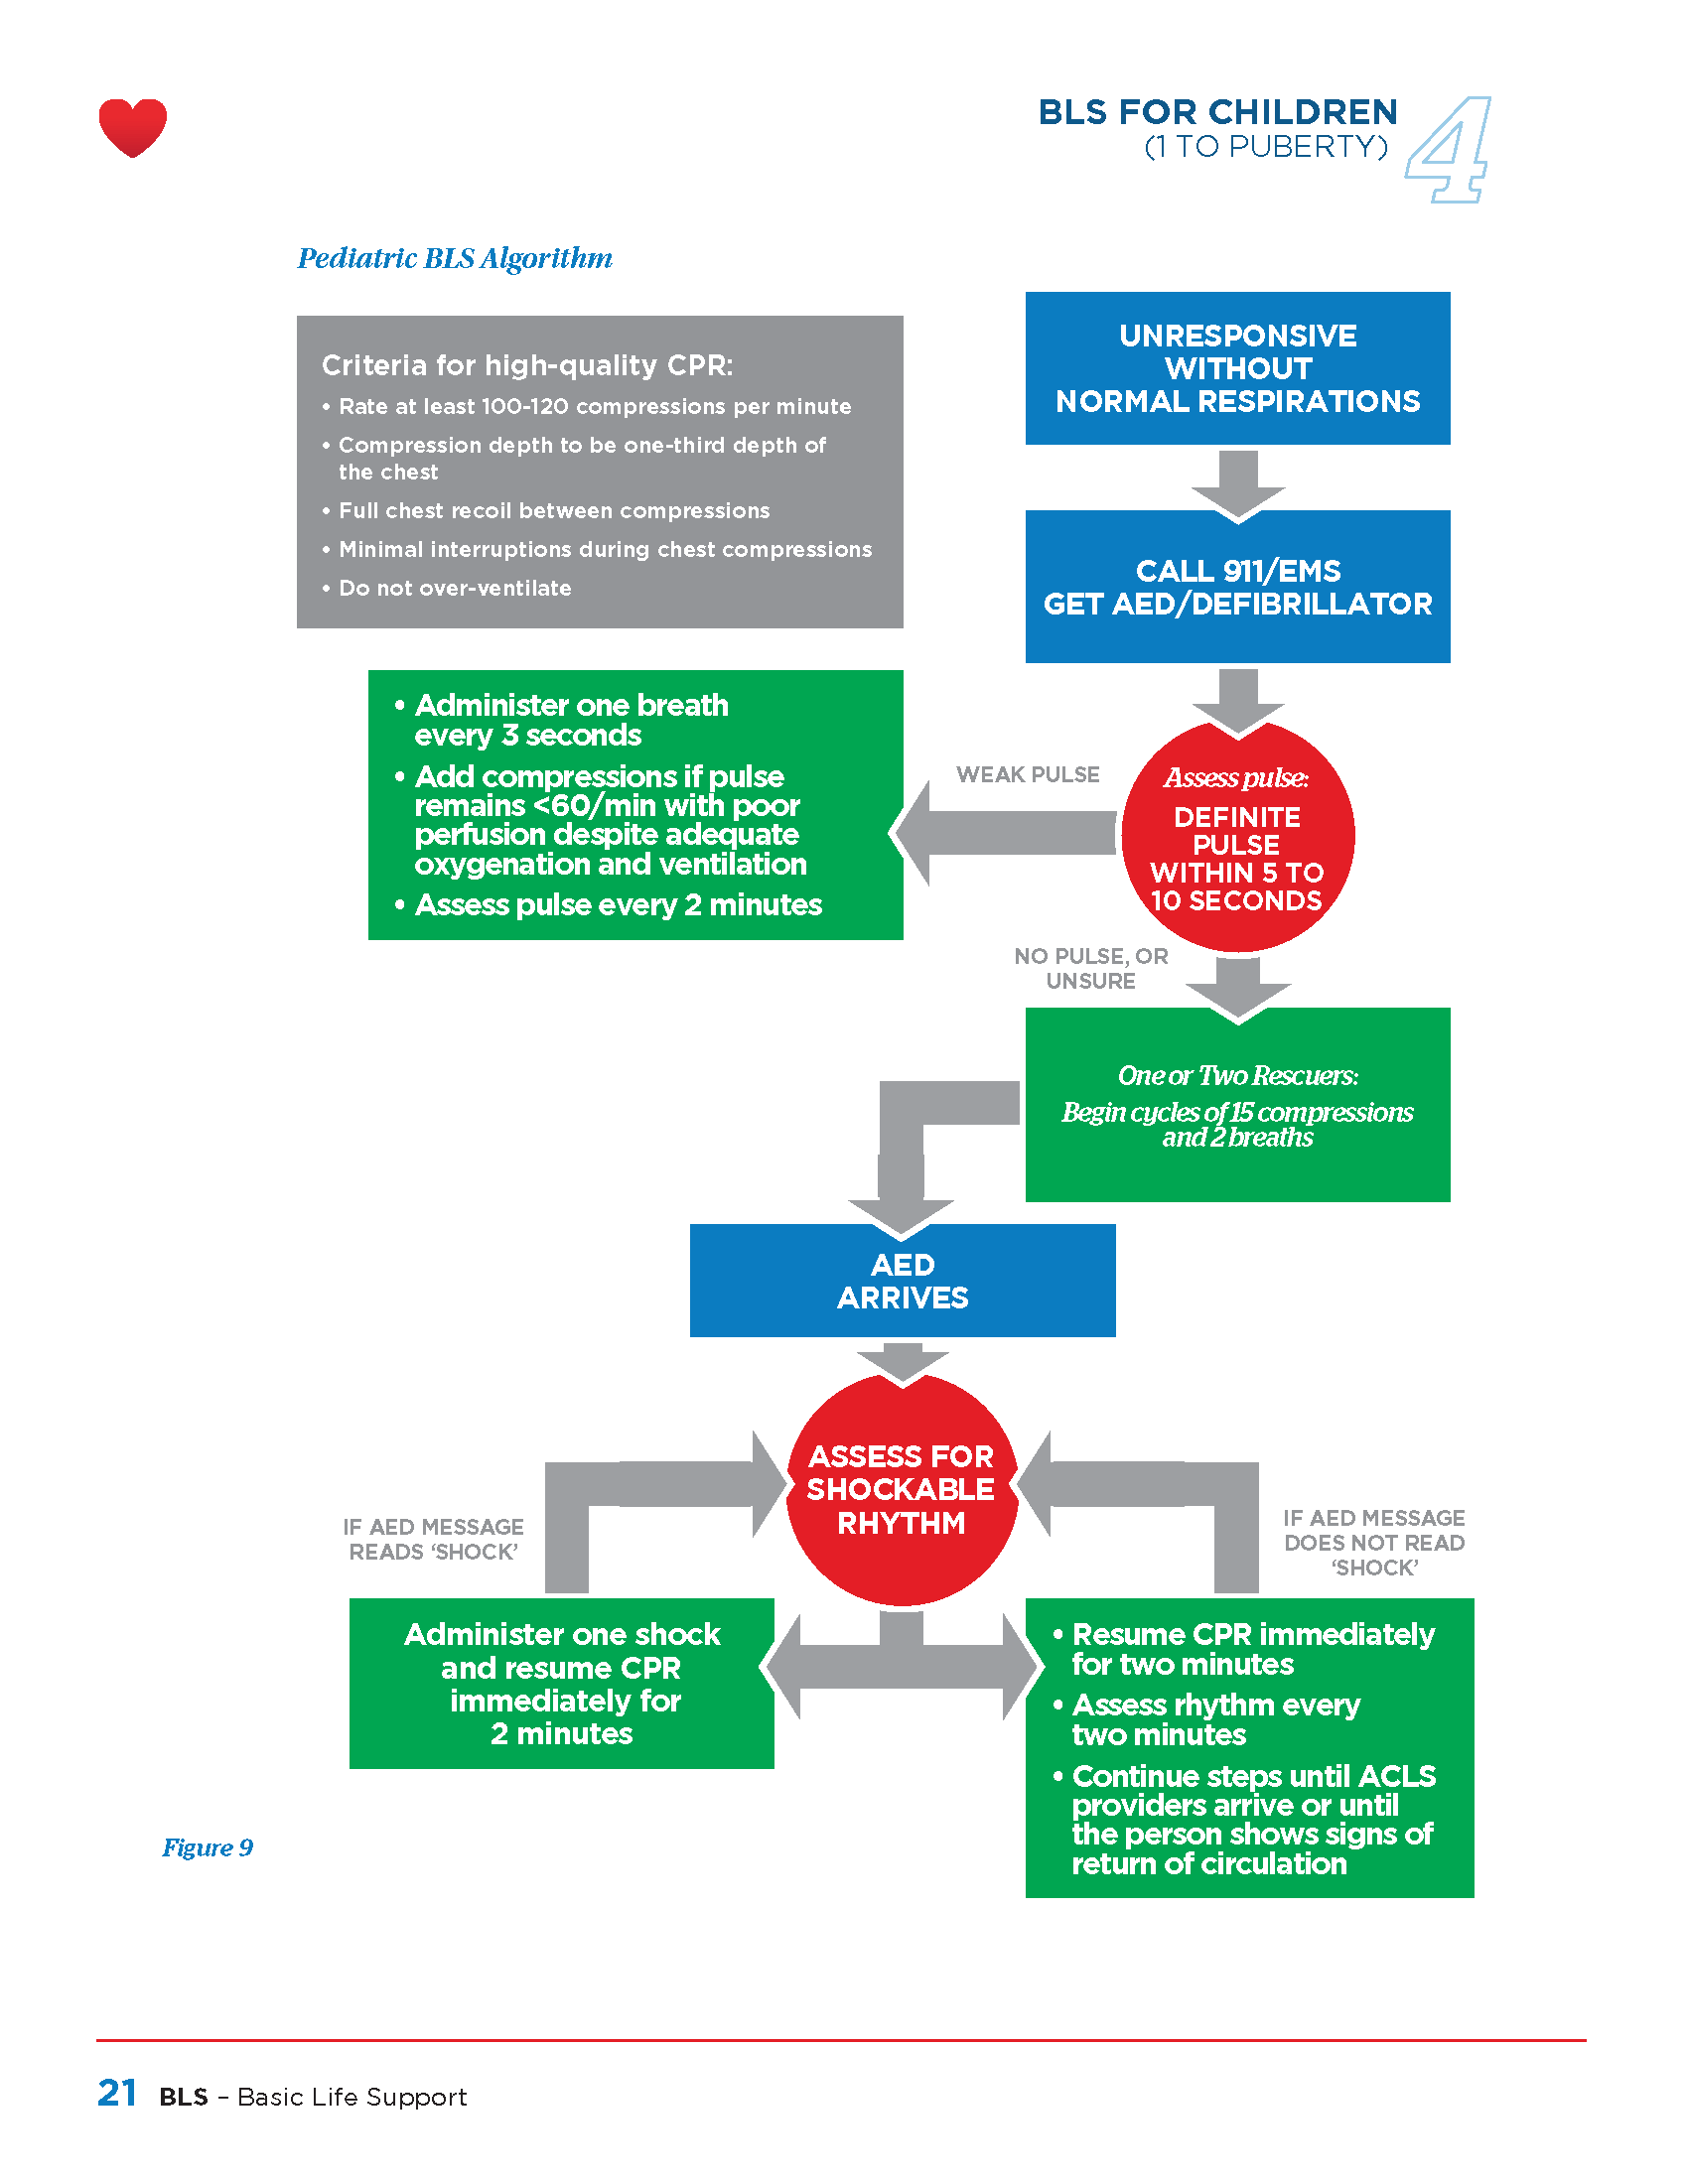 BLS FOR CHILDREN
(1 TO PUBERTY)
4
Pediatric BLS Algorithm
Criteria for high-quality CPR:
• Rate at least 100-120 compressions per minute
• Compression depth to be one-third depth of
the chest
• Full chest recoil between compressions
• Minimal interruptions during chest compressions
• Do not over-ventilate
UNRESPONSIVE
WITHOUT
NORMAL RESPIRATIONS
CALL 911/EMS
GET AED/DEFIBRILLATOR
• Administer one breath
every 3 seconds
• Add compressions if pulse
remains <60/min with poor
perfusion despite adequate
oxygenation and ventilation
• Assess pulse every 2 minutes
WEAK PULSE
Assess pulse:
DEFINITE
PULSE
WITHIN 5 TO
10 SECONDS
NO PULSE, OR
UNSURE
One or Two Rescuers:
Begin cycles of 15 compressions
and 2 breaths
AED
ARRIVES
ASSESS FOR
SHOCKABLE
RHYTHM
IF AED MESSAGE
READS ‘SHOCK’
IF AED MESSAGE
DOES NOT READ
‘SHOCK’
Administer one shock
and resume CPR
immediately for
2 minutes
• Resume CPR immediately
for two minutes
• Assess rhythm every
two minutes
• Continue steps until ACLS
providers arrive or until
the person shows signs of
return of circulation
Figure 9
21 BLS – Basic Life Support